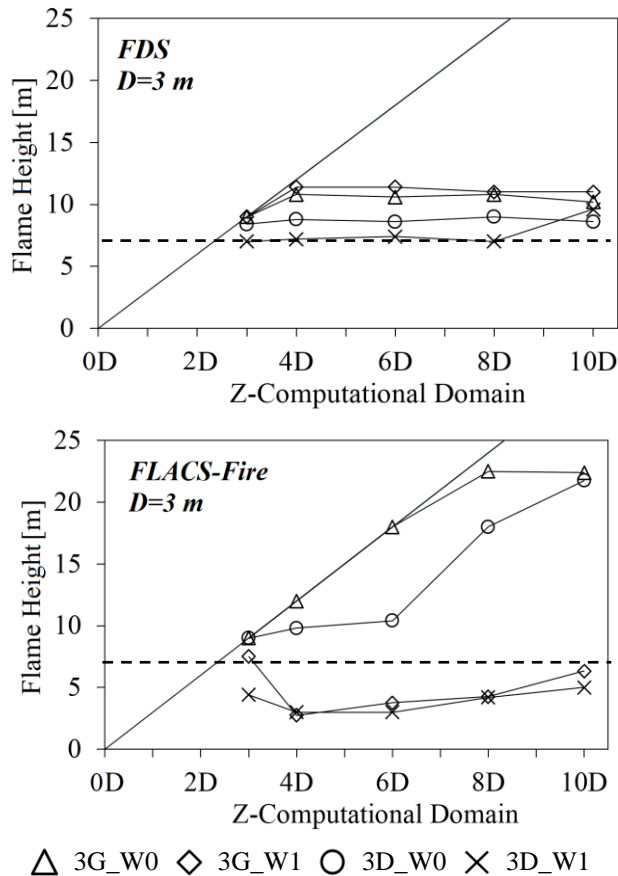 25
20
15
10
5
0
Flame Height [m]
FDS
D=3 m
0D 2D 4D 6D 8D 10D
Z-Computational Domain
25
20
15
10
5
0
Flame Height [m]
FLACS-Fire
D=3 m
0D 2D 4D 6D 8D 10D
Z-Computational Domain
3G_W0 3G_W1 3D_W0 3D_W1